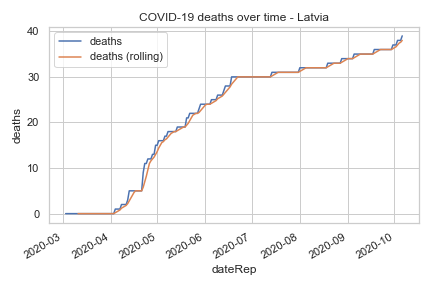 COVID-19 deaths over time - Latvia
deaths
deaths (rolling)
deaths
40
30
20
10
0
2020-03
2020-04
2020-05
2020-06
2020-07
2020-08
2020-09
2020-10
dateRep